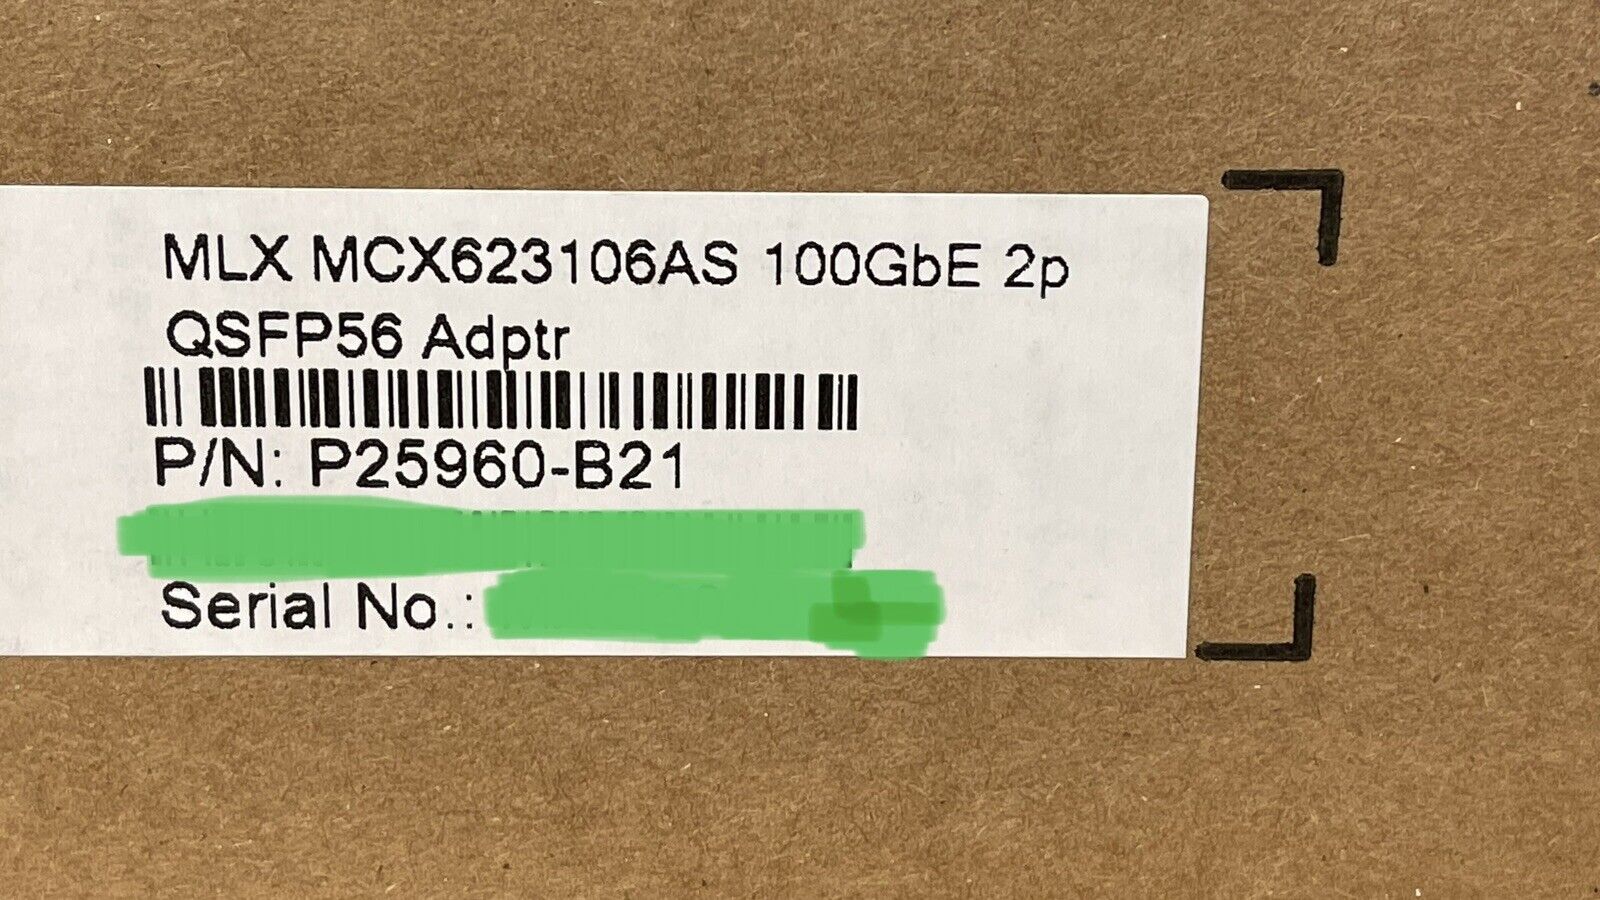 MLX MCX623106AS 100GbE 2p
QSFP56 Adptr
P/N: P25960-B21
Serial No.: